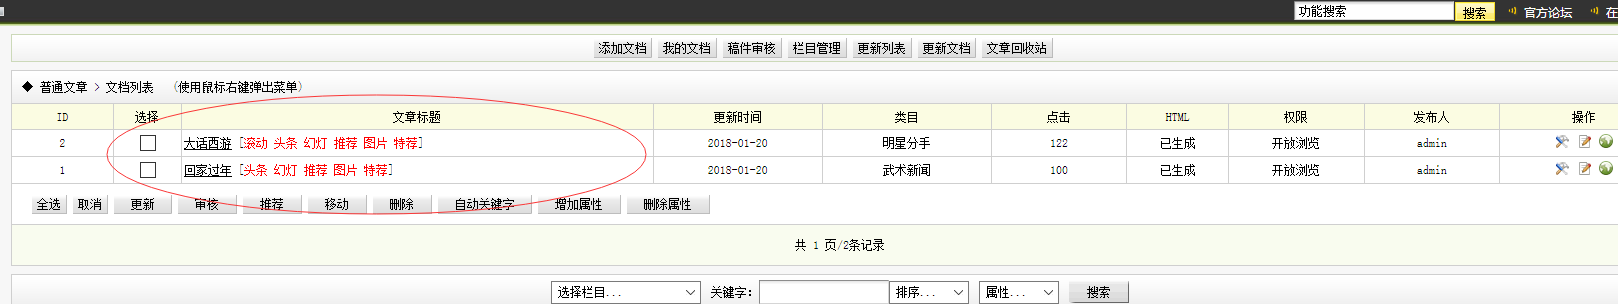 功能搜索 搜索 官方论坛 在
添加文档 我的文档 稿件审核 栏目管理 更新列表 更新文档 文章回收站
◆ 普通文章 > 文档列表 (使用鼠标右键弹出菜单)
ID 选择 文章标题 更新时间 类目 点击 HTML 权限 发布人 操作
2 大话西游 [滚动 头条 幻灯 推荐 图片 特荐] 2018-01-20 明星分手 122 已生成 开放浏览 admin
1 回家过年 [头条 幻灯 推荐 图片 特荐] 2018-01-20 武术新闻 100 已生成 开放浏览 admin
全选 取消 更新 审核 推荐 移动 删除 自动关键字 增加属性 删除属性
共 1 页/2条记录
选择栏目... 关键字: 排序... 属性... 搜索